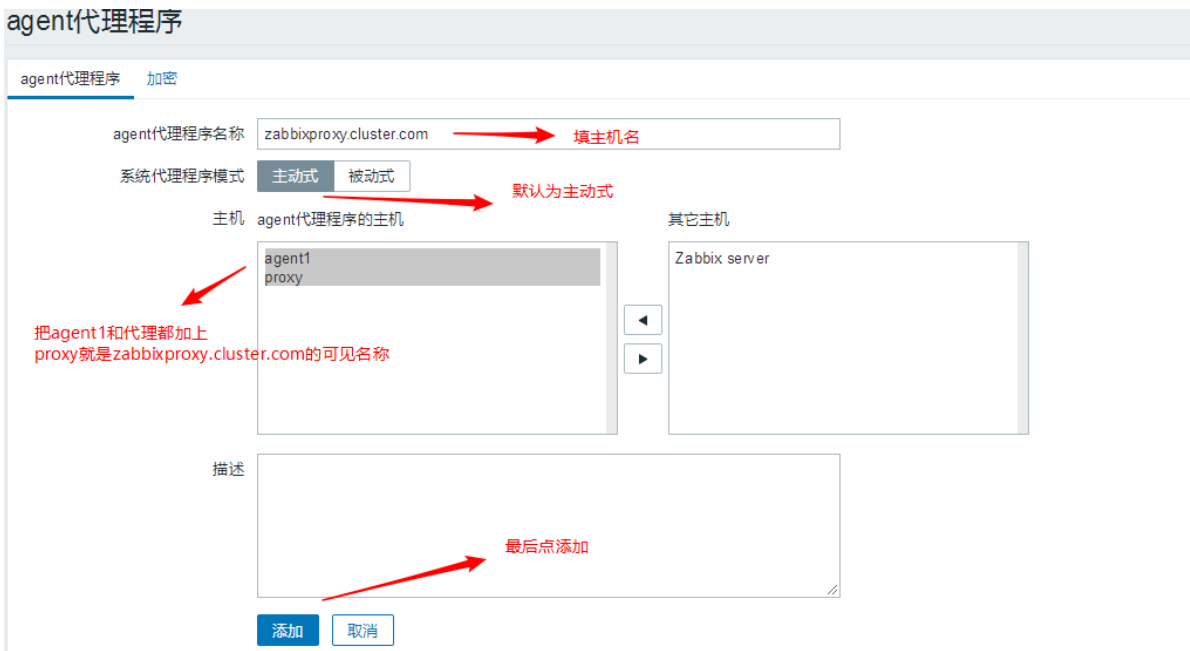 agent代理程序
agent代理程序 加密
agent代理程序名称 zabbixproxy.cluster.com 填主机名
系统代理程序模式 主动式 被动式
默认为主动式
主机 agent代理程序的主机 其它主机
agent1 Zabbix server
proxy
把agent1和代理都加上
proxy就是zabbixproxy.cluster.com的可见名称
描述
最后点添加
添加 取消